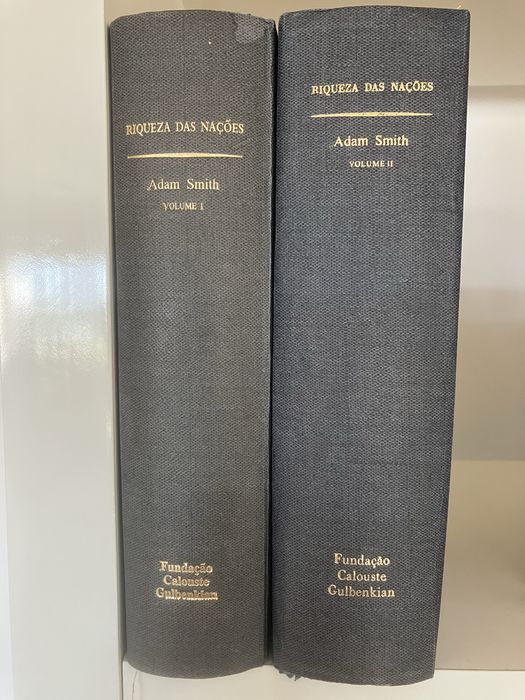 RIQUEZA DAS NAÇÕES
Adam Smith
VOLUME I
Fundação
Calouste
Gulbenkian
RIQUEZA DAS NAÇÕES
Adam Smith
VOLUME II
Fundação
Calouste
Gulbenkian